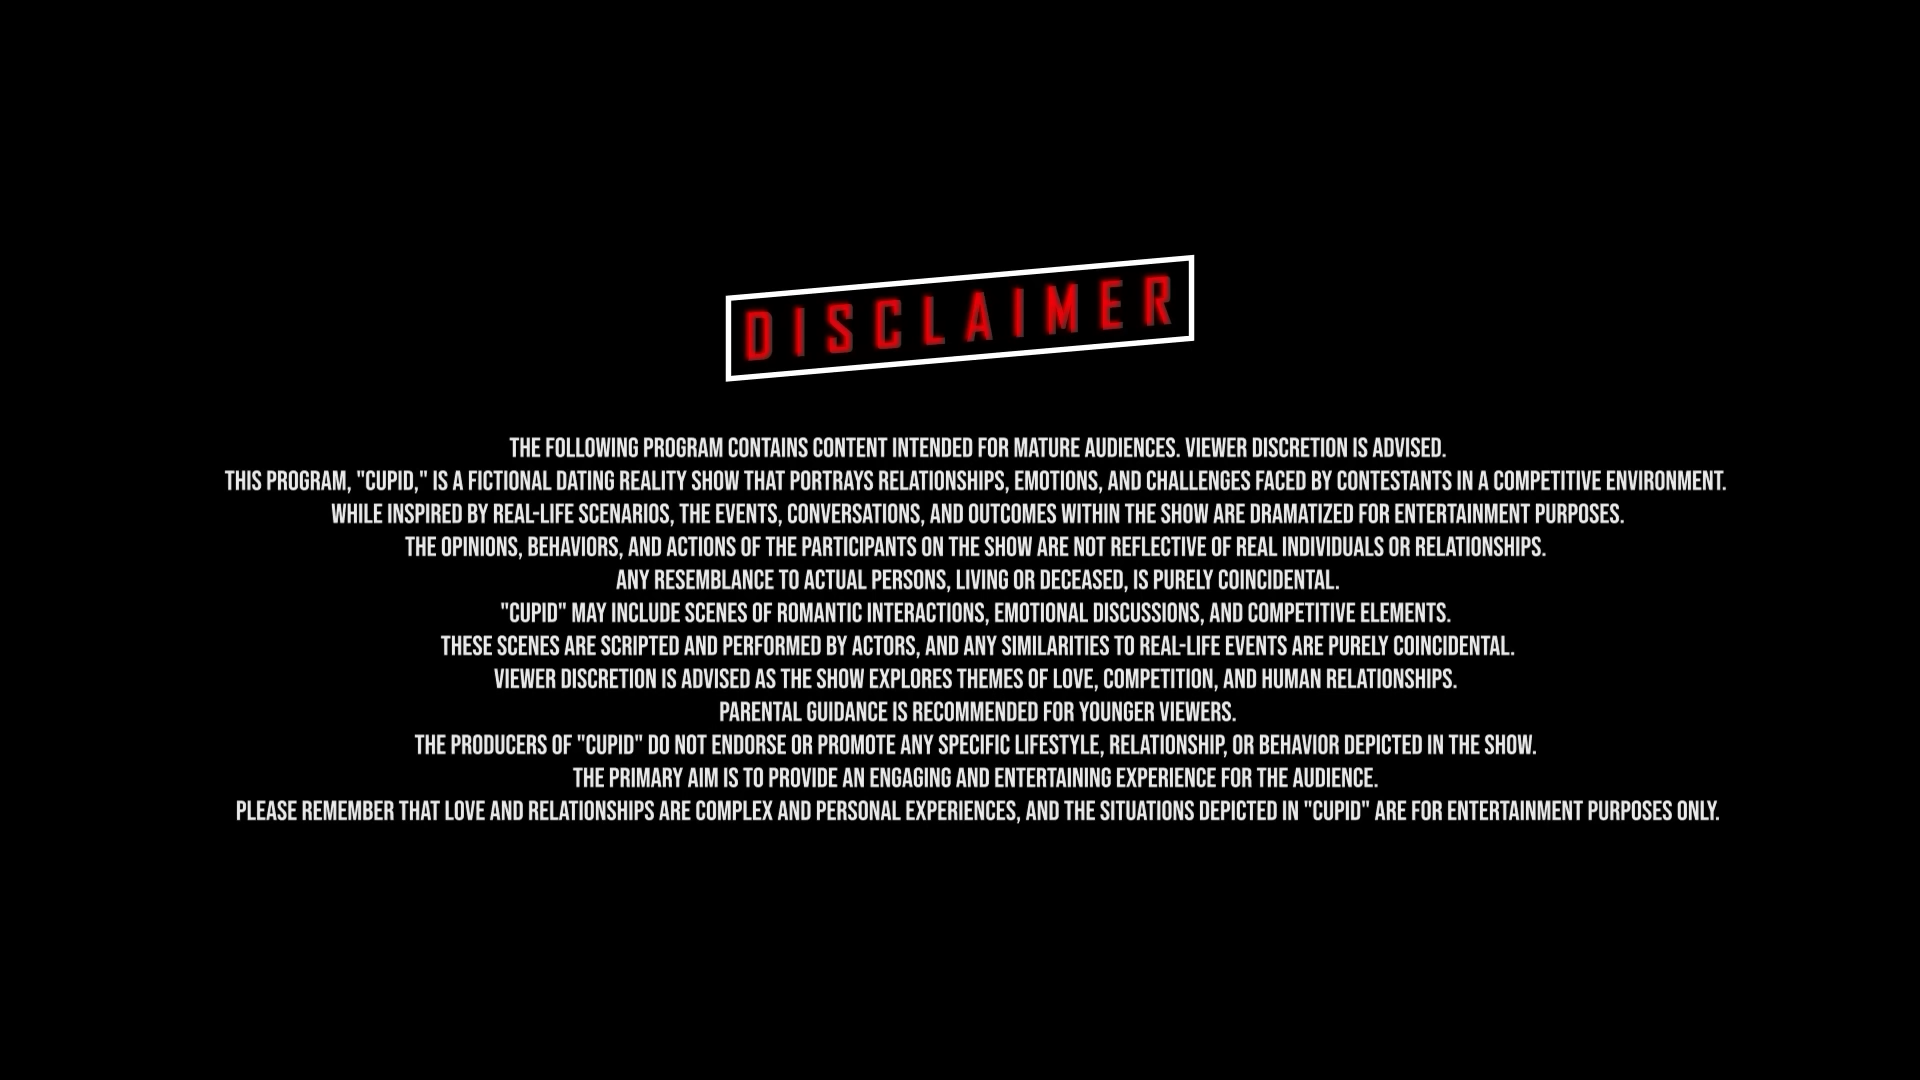 DISCLAIMER
THE FOLLOWING PROGRAM CONTAINS CONTENT INTENDED FOR MATURE AUDIENCES. VIEWER DISCRETION IS ADVISED.
THIS PROGRAM, "CUPID," IS A FICTIONAL DATING REALITY SHOW THAT PORTRAYS RELATIONSHIPS, EMOTIONS, AND CHALLENGES FACED BY CONTESTANTS IN A COMPETITIVE ENVIRONMENT.
WHILE INSPIRED BY REAL-LIFE SCENARIOS, THE EVENTS, CONVERSATIONS, AND OUTCOMES WITHIN THE SHOW ARE DRAMATIZED FOR ENTERTAINMENT PURPOSES.
THE OPINIONS, BEHAVIORS, AND ACTIONS OF THE PARTICIPANTS ON THE SHOW ARE NOT REFLECTIVE OF REAL INDIVIDUALS OR RELATIONSHIPS.
ANY RESEMBLANCE TO ACTUAL PERSONS, LIVING OR DECEASED, IS PURELY COINCIDENTAL.
"CUPID" MAY INCLUDE SCENES OF ROMANTIC INTERACTIONS, EMOTIONAL DISCUSSIONS, AND COMPETITIVE ELEMENTS.
THESE SCENES ARE SCRIPTED AND PERFORMED BY ACTORS, AND ANY SIMILARITIES TO REAL-LIFE EVENTS ARE PURELY COINCIDENTAL.
VIEWER DISCRETION IS ADVISED AS THE SHOW EXPLORES THEMES OF LOVE, COMPETITION, AND HUMAN RELATIONSHIPS.
PARENTAL GUIDANCE IS RECOMMENDED FOR YOUNGER VIEWERS.
THE PRODUCERS OF "CUPID" DO NOT ENDORSE OR PROMOTE ANY SPECIFIC LIFESTYLE, RELATIONSHIP, OR BEHAVIOR DEPICTED IN THE SHOW.
THE PRIMARY AIM IS TO PROVIDE AN ENGAGING AND ENTERTAINING EXPERIENCE FOR THE AUDIENCE.
PLEASE REMEMBER THAT LOVE AND RELATIONSHIPS ARE COMPLEX AND PERSONAL EXPERIENCES, AND THE SITUATIONS DEPICTED IN "CUPID" ARE FOR ENTERTAINMENT PURPOSES ONLY.